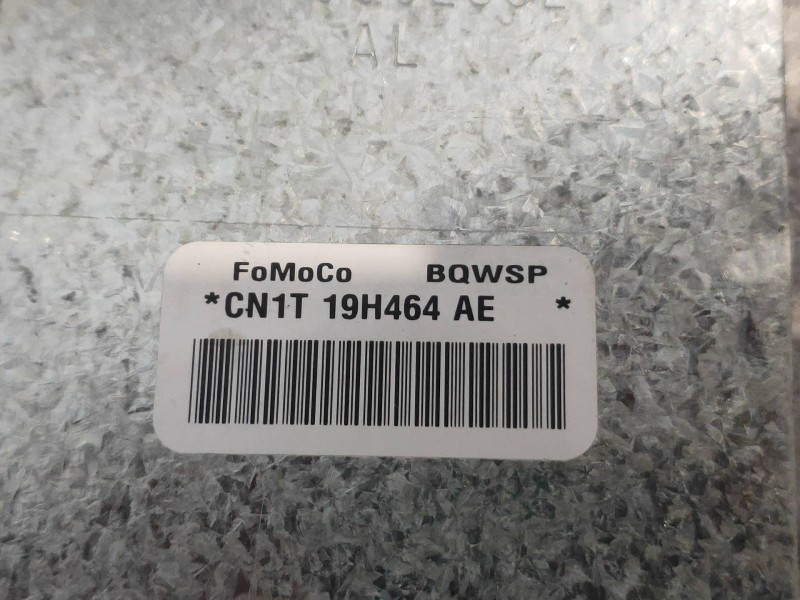 AL
FoMoCo BQWSP
*CN1T 19H464 AE *